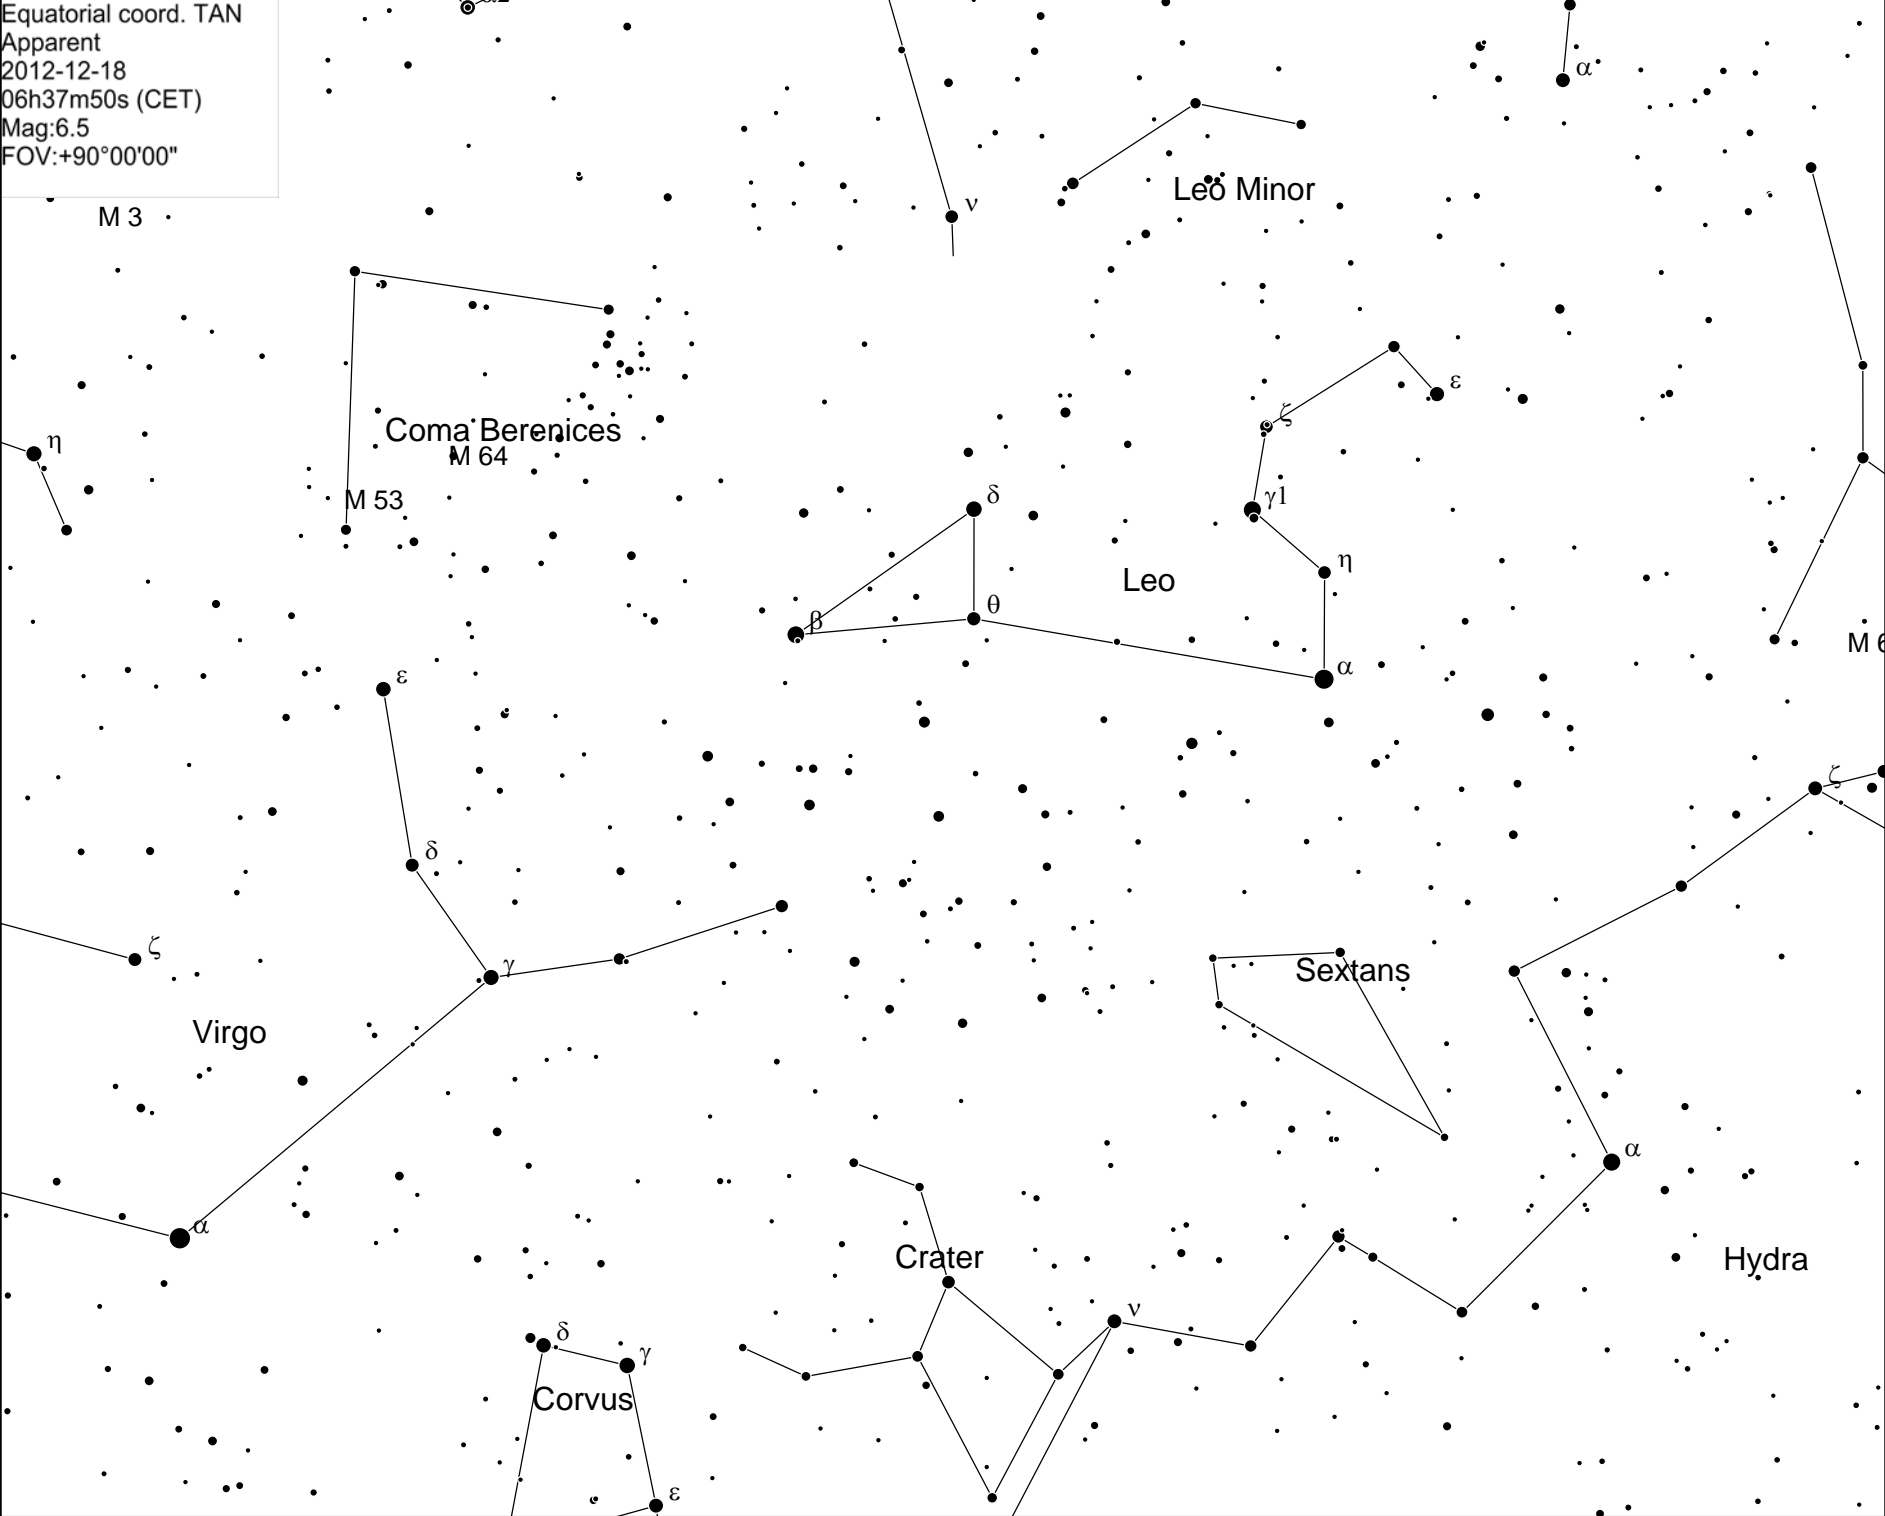 Equatorial coord. TAN
Apparent
2012-12-18
06h37m50s (CET)
Mag:6.5
FOV:+90°00'00"
α
ν
Leo Minor
M 3
ε
ζ
Coma Berenices
η
M 64
M 53
δ
γ1
η
Leo
θ
β
M 6
α
ε
ζ
δ
ζ
γ
Sextans
Virgo
α
α
Crater
Hydra
ν
δ
γ
Corvus
ε